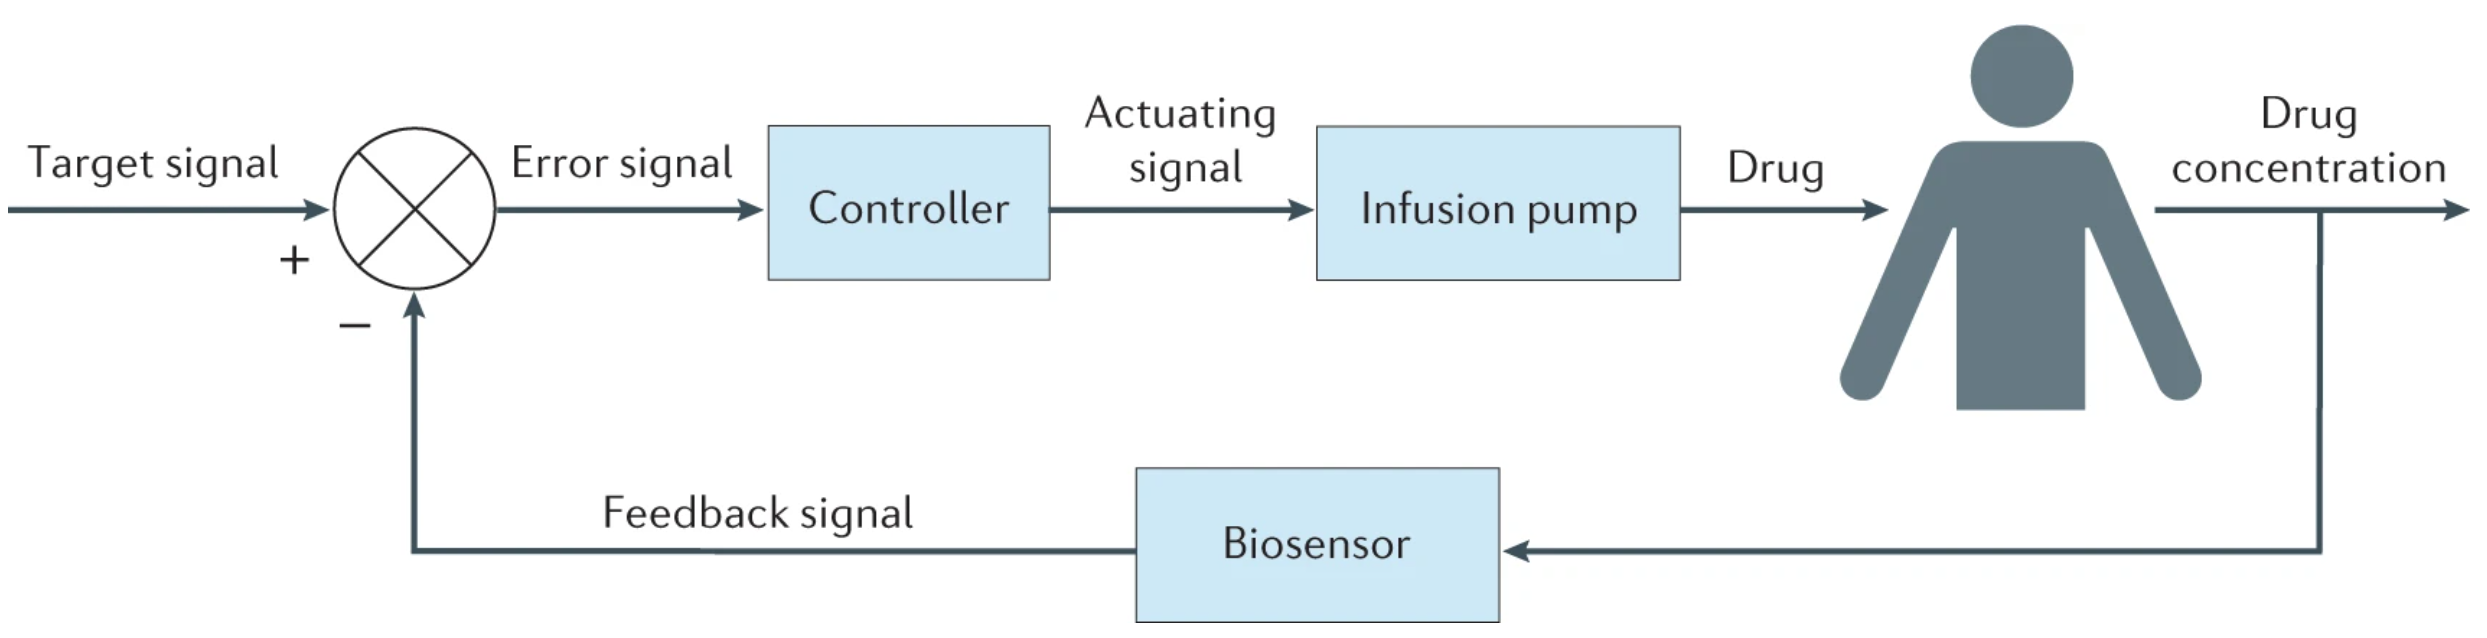 Target signal
+
−
Error signal
Controller
Actuating
signal
Infusion pump
Drug
Drug
concentration
Feedback signal
Biosensor